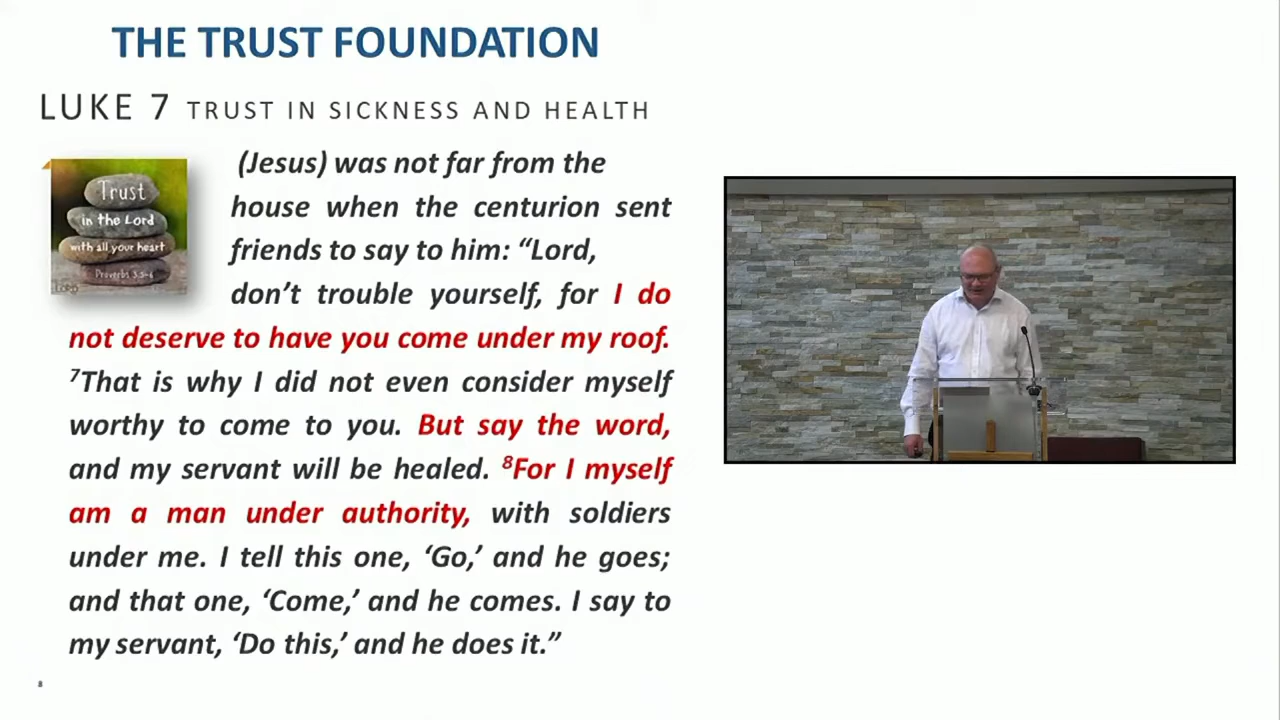 THE TRUST FOUNDATION
LUKE 7 TRUST IN SICKNESS AND HEALTH
Trust
in the Lord
with all your heart
Proverbs 3:5-6
(Jesus) was not far from the
house when the centurion sent
friends to say to him: “Lord,
don’t trouble yourself, for I do
not deserve to have you come under my roof.
⁷That is why I did not even consider myself
worthy to come to you. But say the word,
and my servant will be healed. ⁸For I myself
am a man under authority, with soldiers
under me. I tell this one, ‘Go,’ and he goes;
and that one, ‘Come,’ and he comes. I say to
my servant, ‘Do this,’ and he does it.”
8